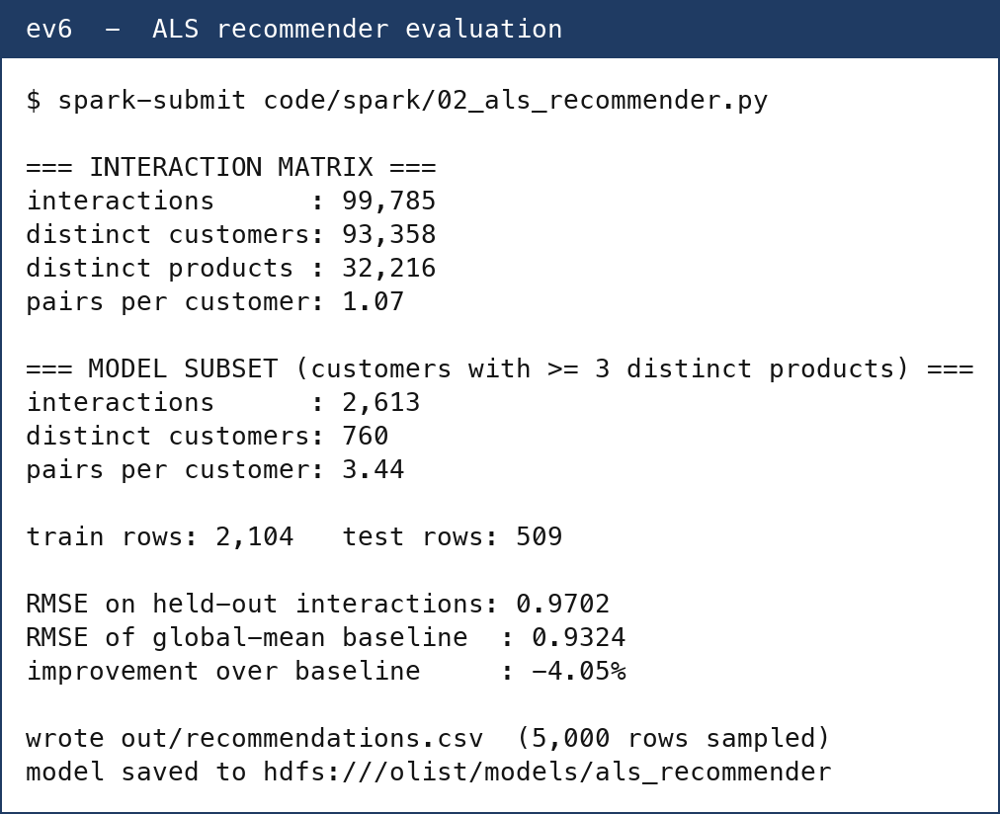 ev6  −  ALS recommender evaluation
$ spark−submit code/spark/02_als_recommender.py
=== INTERACTION MATRIX ===
interactions      : 99,785
distinct customers: 93,358
distinct products : 32,216
pairs per customer: 1.07
=== MODEL SUBSET (customers with >= 3 distinct products) ===
interactions      : 2,613
distinct customers: 760
pairs per customer: 3.44
train rows: 2,104   test rows: 509
RMSE on held−out interactions: 0.9702
RMSE of global−mean baseline  : 0.9324
improvement over baseline     : −4.05%
wrote out/recommendations.csv  (5,000 rows sampled)
model saved to hdfs:///olist/models/als_recommender